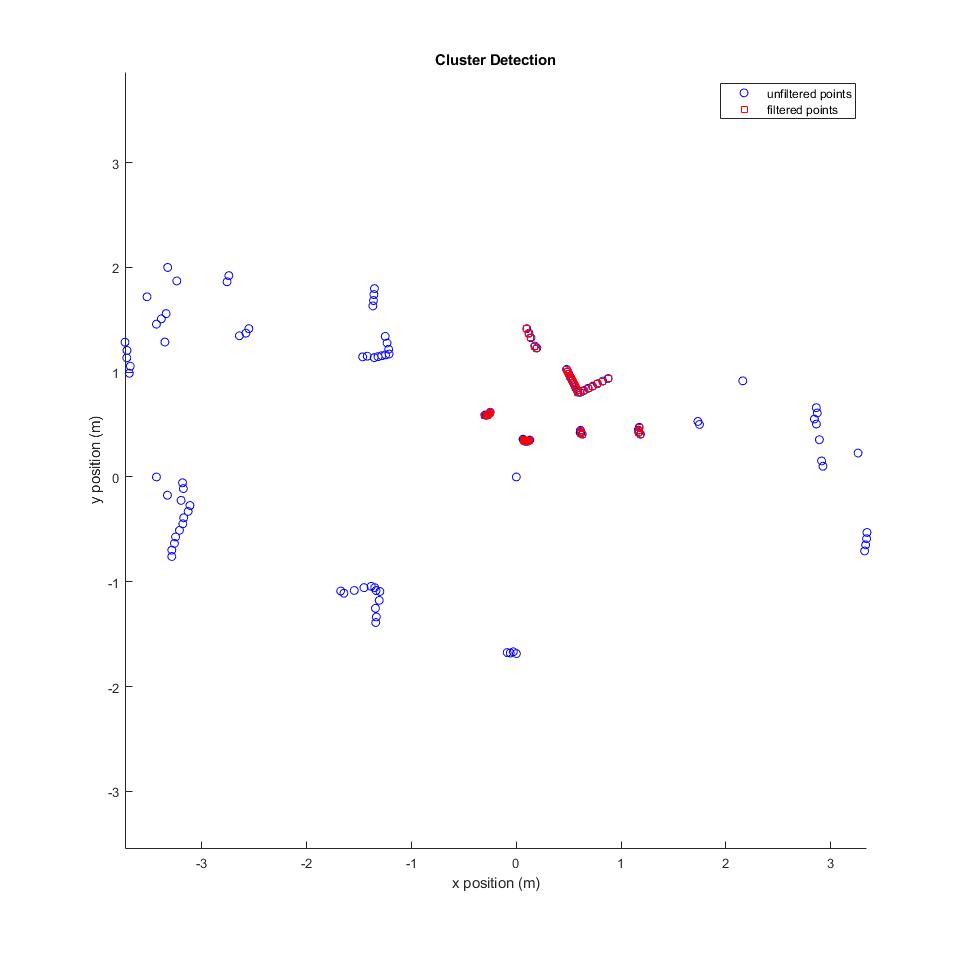 Cluster Detection
unfiltered points
filtered points
3
2
1
0
-1
-2
-3
y position (m)
-3
-2
-1
0
1
2
3
x position (m)